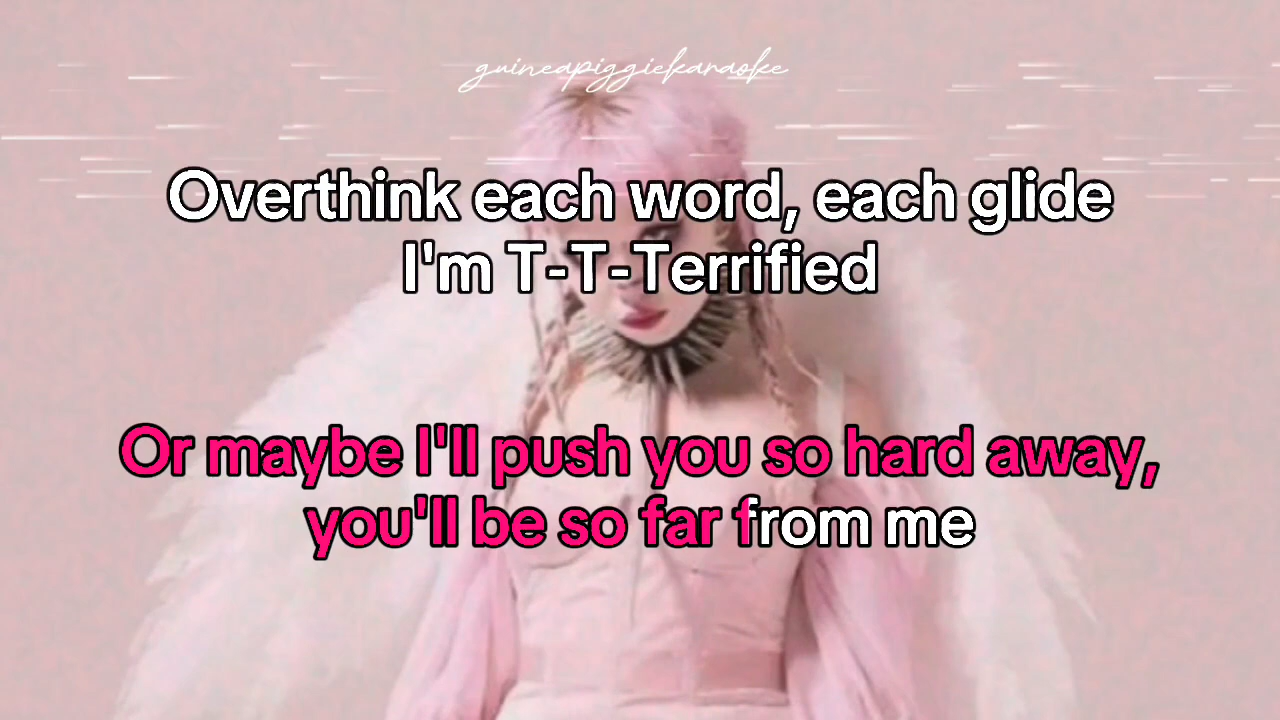 guineapiggiekaraoke
Overthink each word, each glide
I'm T-T-Terrified
Or maybe I'll push you so hard away,
you'll be so far from me